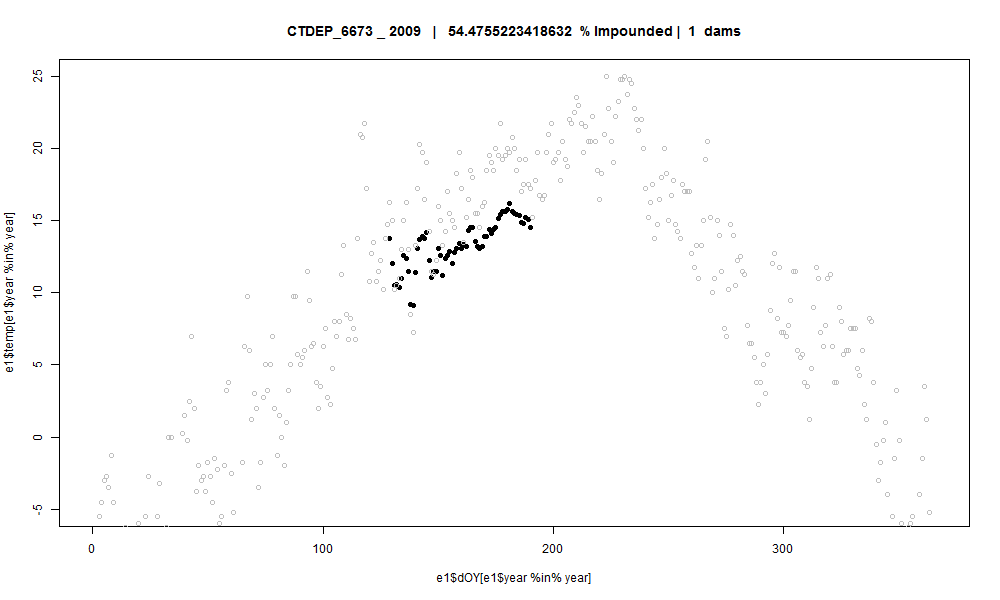 CTDEP_6673 _ 2009 | 54.4755223418632 % Impounded | 1 dams
25
20
15
10
5
0
-5
e1$temp[e1$year %in% year]
0 100 200 300
e1$dOY[e1$year %in% year]